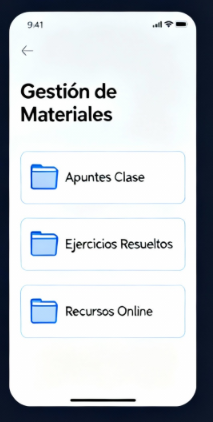 9:41
Gestión de
Materiales
Apuntes Clase
Ejercicios Resueltos
Recursos Online